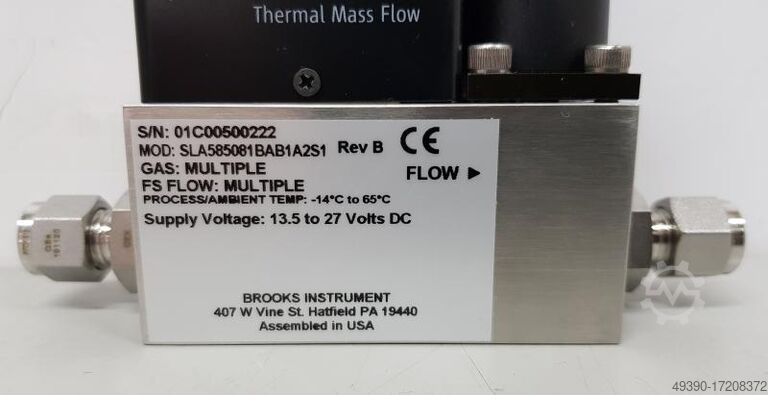 Thermal Mass Flow
S/N: 01C00500222
MOD: SLA585081BAB1A2S1 Rev B CE
GAS: MULTIPLE
FLOW ►
FS FLOW: MULTIPLE
PROCESS/AMBIENT TEMP: -14°C to 65°C
Supply Voltage: 13.5 to 27 Volts DC
BROOKS INSTRUMENT
407 W Vine St. Hatfield PA 19440
Assembled in USA
49390-17208372